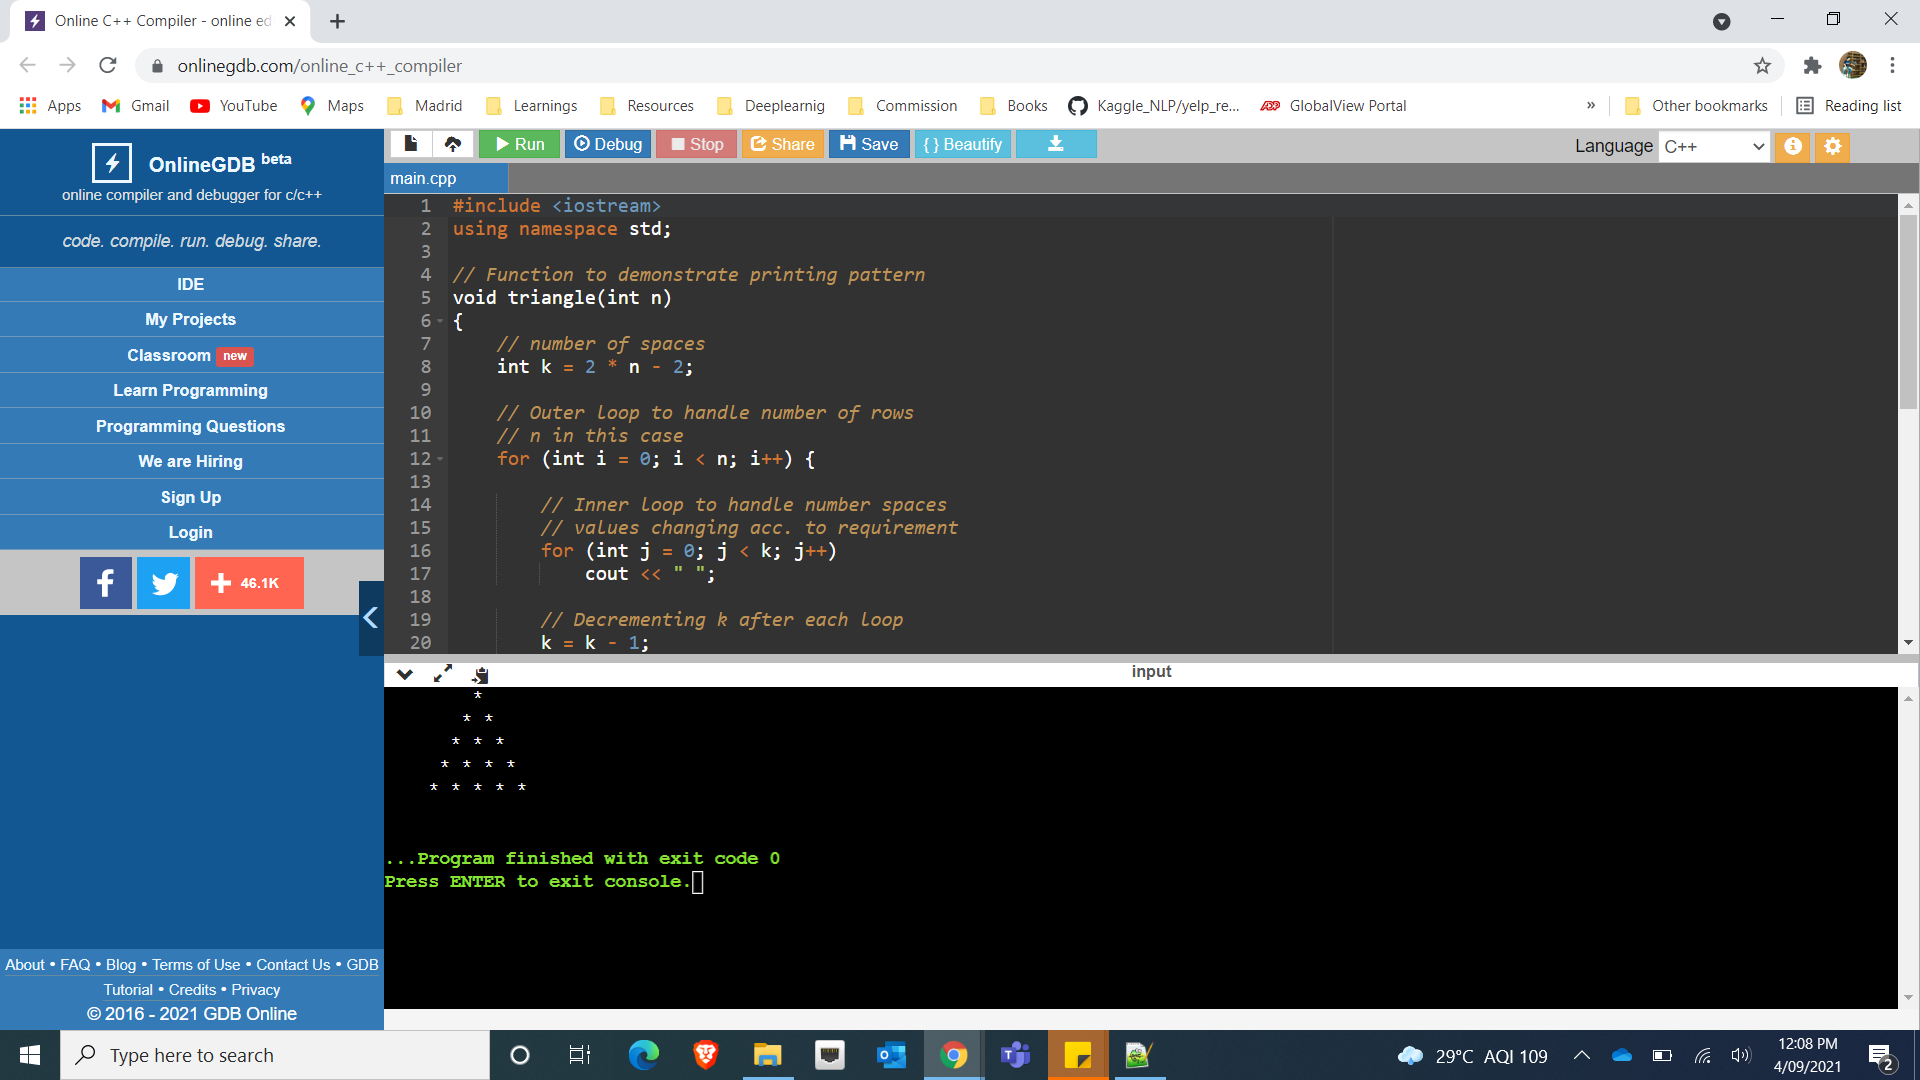 Online C++ Compiler - online ed
onlinegdb.com/online_c++_compiler
Apps Gmail YouTube Maps Madrid Learnings Resources Deeplearnig Commission Books Kaggle_NLP/yelp_re... GlobalView Portal » Other bookmarks Reading list
OnlineGDB beta
online compiler and debugger for c/c++
code. compile. run. debug. share.
IDE
My Projects
Classroom new
Learn Programming
Programming Questions
We are Hiring
Sign Up
Login
f + 46.1K
About • FAQ • Blog • Terms of Use • Contact Us • GDB
Tutorial • Credits • Privacy
© 2016 - 2021 GDB Online
Run Debug Stop Share Save { } Beautify Language C++
main.cpp
1 #include <iostream>
2 using namespace std;
3
4 // Function to demonstrate printing pattern
5 void triangle(int n)
6 {
7 // number of spaces
8 int k = 2 * n - 2;
9
10 // Outer loop to handle number of rows
11 // n in this case
12 for (int i = 0; i < n; i++) {
13
14 // Inner loop to handle number spaces
15 // values changing acc. to requirement
16 for (int j = 0; j < k; j++)
17 cout << " ";
18
19 // Decrementing k after each loop
20 k = k - 1;
input
*
* *
* * *
* * * *
* * * * *
...Program finished with exit code 0
Press ENTER to exit console.
Type here to search
29°C AQI 109
12:08 PM
4/09/2021
2